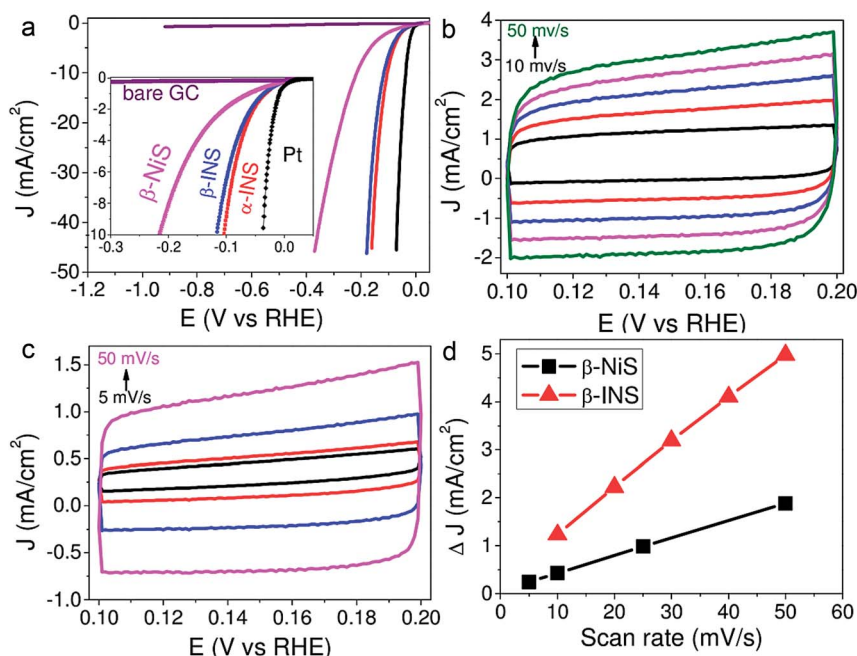 a
0
-10
-20
-30
-40
-50
J (mA/cm²)
-1.2 -1.0 -0.8 -0.6 -0.4 -0.2 0.0
E (V vs RHE)
0
-2
-4
-6
-8
-10
-0.3 -0.2 -0.1 0.0
bare GC
β-NiS
β-INS
α-INS
Pt
b
50 mv/s
10 mv/s
4
3
2
1
0
-1
-2
J (mA/cm²)
0.10 0.12 0.14 0.16 0.18 0.20
E (V vs RHE)
c
50 mV/s
5 mV/s
1.5
1.0
0.5
0.0
-0.5
-1.0
J (mA/cm²)
0.10 0.12 0.14 0.16 0.18 0.20
E (V vs RHE)
d
β-NiS
β-INS
5
4
3
2
1
0
Δ J (mA/cm²)
0 10 20 30 40 50 60
Scan rate (mV/s)